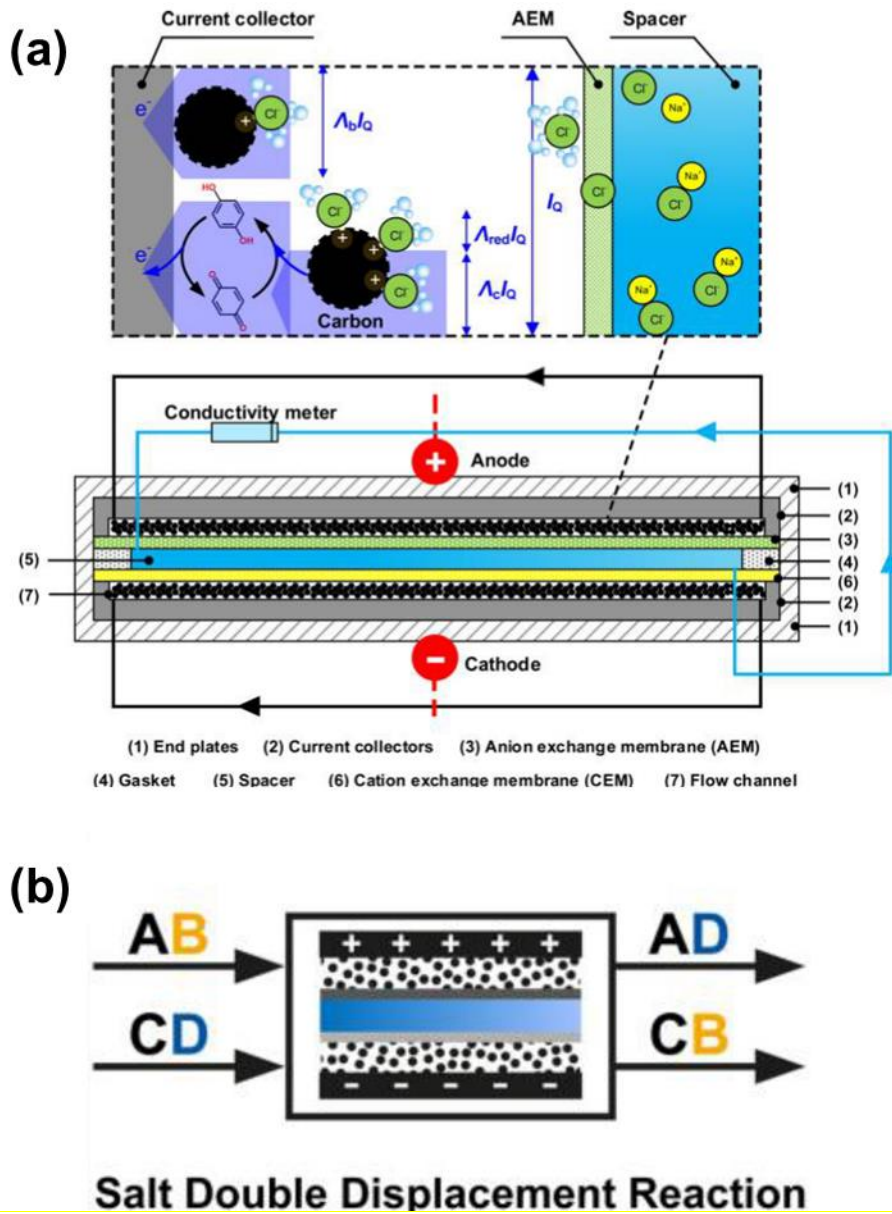 (a)
Current collector AEM Spacer
e- + Cl- ΛbIQ Cl- Cl- Na+
HO OH Cl- Cl- Na+ Cl-
IQ
e- O O + + + Cl- Cl- ΛredIQ ΛcIQ
Na+ Cl- Na+ Cl-
Carbon
Conductivity meter
+ Anode
(1)
(2)
(3)
(5) (4)
(6)
(7) (2)
(1)
− Cathode
(1) End plates (2) Current collectors (3) Anion exchange membrane (AEM)
(4) Gasket (5) Spacer (6) Cation exchange membrane (CEM) (7) Flow channel
(b)
AB + + + + + AD
CD - - - - - CB
Salt Double Displacement Reaction